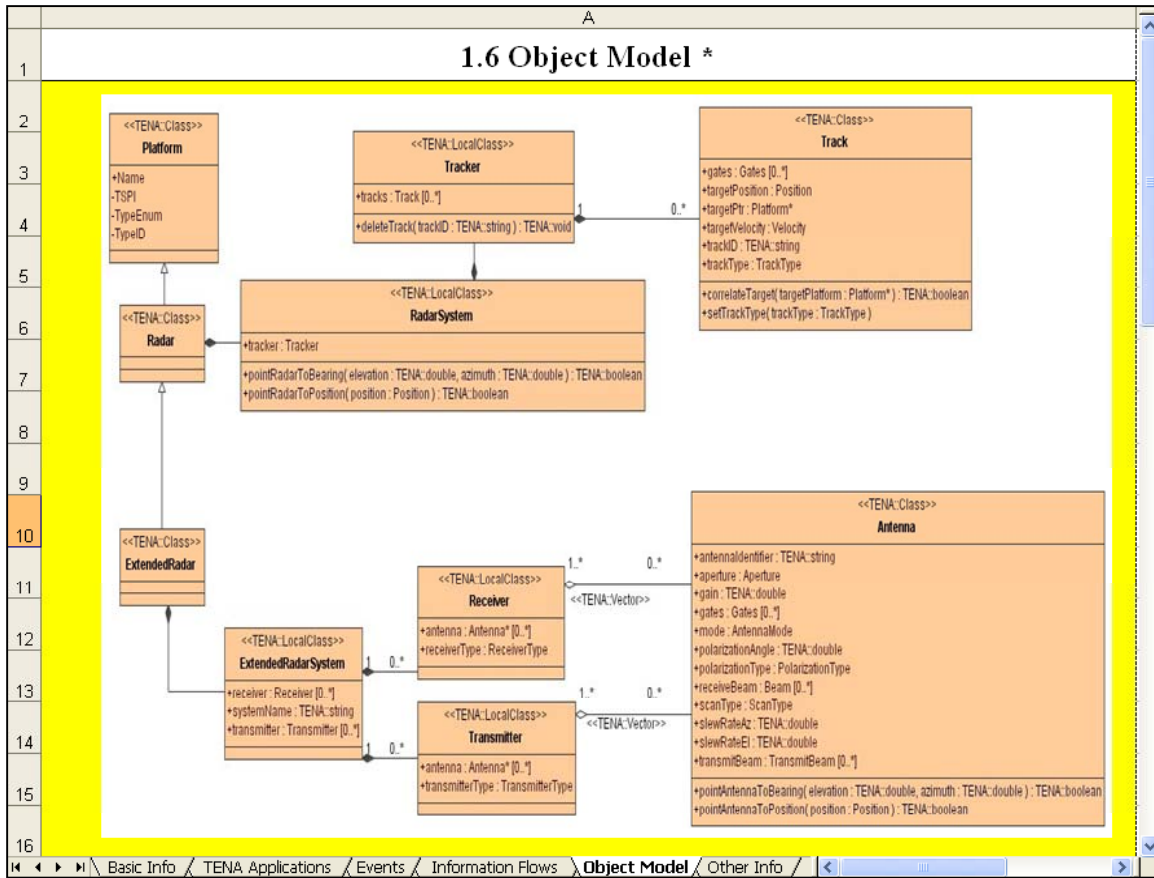 A
1
1.6 Object Model *
2
3
4
5
6
7
8
9
10
11
12
13
14
15
16
<<TENA::Class>>
Platform
+Name
-TSPI
-TypeEnum
-TypeID
<<TENA::LocalClass>>
Tracker
+tracks : Track [0..*]
+deleteTrack( trackID : TENA::string ) : TENA::void
1
0..*
<<TENA::Class>>
Track
+gates : Gates [0..*]
+targetPosition : Position
+targetPtr : Platform*
+targetVelocity : Velocity
+trackID : TENA::string
+trackType : TrackType
+correlateTarget( targetPlatform : Platform* ) : TENA::boolean
+setTrackType( trackType : TrackType )
<<TENA::Class>>
Radar
<<TENA::LocalClass>>
RadarSystem
+tracker : Tracker
+pointRadarToBearing( elevation : TENA::double, azimuth : TENA::double ) : TENA::boolean
+pointRadarToPosition( position : Position ) : TENA::boolean
<<TENA::Class>>
ExtendedRadar
<<TENA::LocalClass>>
ExtendedRadarSystem
+receiver : Receiver [0..*]
+systemName : TENA::string
+transmitter : Transmitter [0..*]
1
0..*
1
0..*
<<TENA::LocalClass>>
Receiver
+antenna : Antenna* [0..*]
+receiverType : ReceiverType
1..*
0..*
<<TENA::Vector>>
<<TENA::LocalClass>>
Transmitter
+antenna : Antenna* [0..*]
+transmitterType : TransmitterType
1..*
0..*
<<TENA::Vector>>
<<TENA::Class>>
Antenna
+antennaIdentifier : TENA::string
+aperture : Aperture
+gain : TENA::double
+gates : Gates [0..*]
+mode : AntennaMode
+polarizationAngle : TENA::double
+polarizationType : PolarizationType
+receiveBeam : Beam [0..*]
+scanType : ScanType
+slewRateAz : TENA::double
+slewRateEl : TENA::double
+transmitBeam : TransmitBeam [0..*]
+pointAntennaToBearing( elevation : TENA::double, azimuth : TENA::double ) : TENA::boolean
+pointAntennaToPosition( position : Position ) : TENA::boolean
Basic Info / TENA Applications / Events / Information Flows \ Object Model / Other Info /